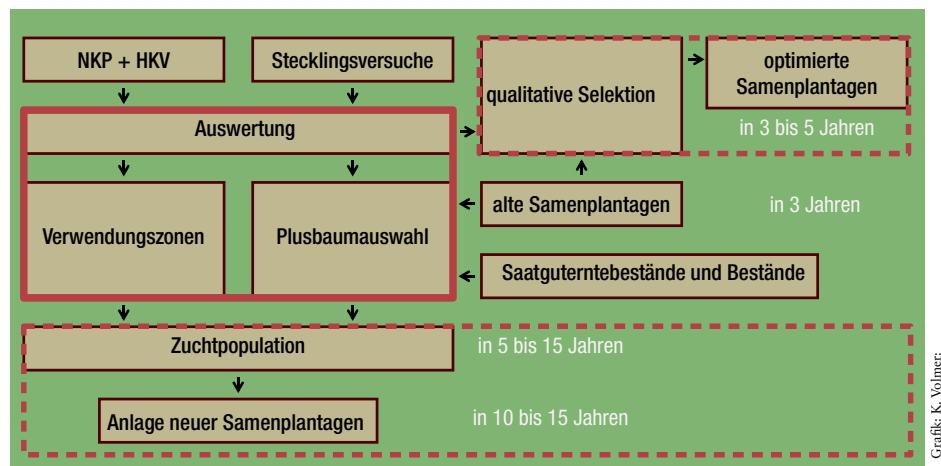 NKP + HKV
Stecklingsversuche
qualitative Selektion
optimierte
Samenplantagen
Auswertung
in 3 bis 5 Jahren
Verwendungszonen
Plusbaumauswahl
alte Samenplantagen
in 3 Jahren
Saatguterntebestände und Bestände
Zuchtpopulation
in 5 bis 15 Jahren
Anlage neuer Samenplantagen
in 10 bis 15 Jahren
Grafik: K. Volmer;